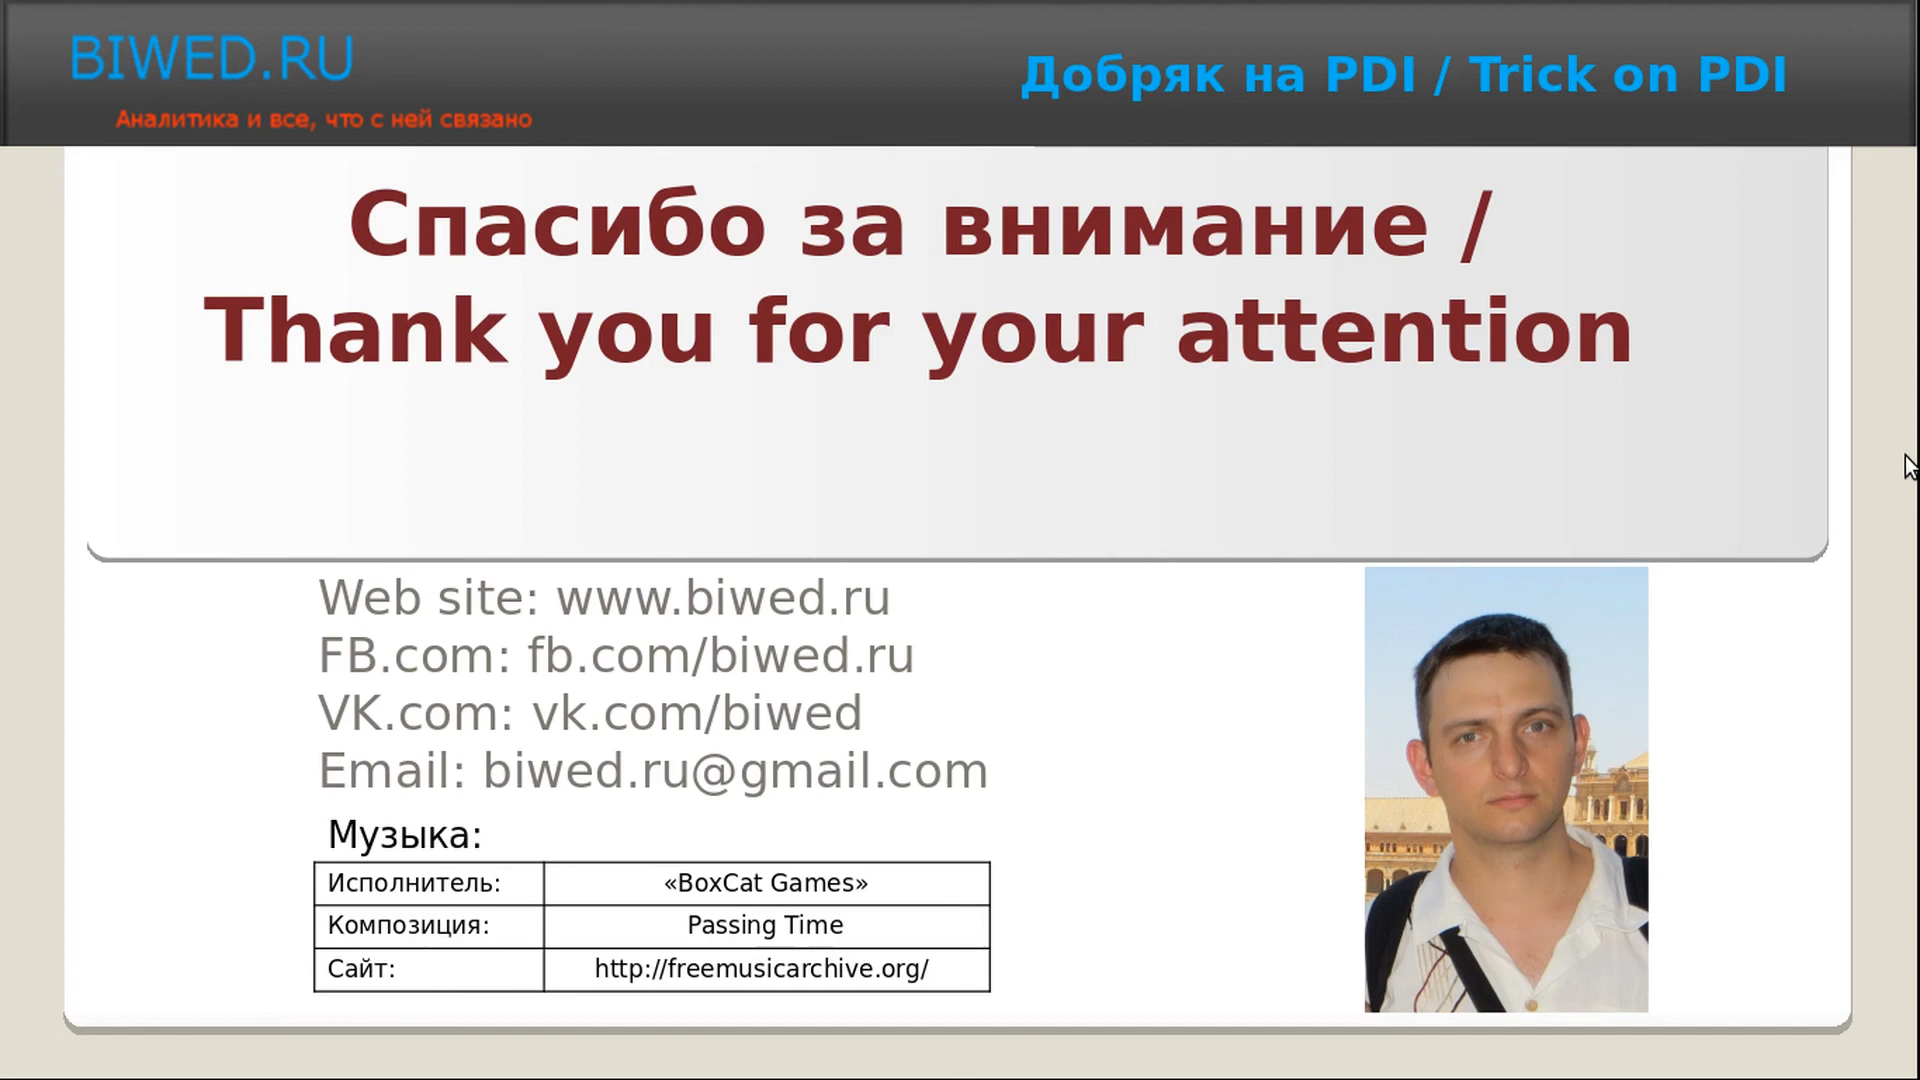 BIWED.RU
Аналитика и все, что с ней связано
Добряк на PDI / Trick on PDI
Спасибо за внимание /
Thank you for your attention
Web site: www.biwed.ru
FB.com: fb.com/biwed.ru
VK.com: vk.com/biwed
Email: biwed.ru@gmail.com
Музыка:
Исполнитель: «BoxCat Games»
Композиция: Passing Time
Сайт: http://freemusicarchive.org/